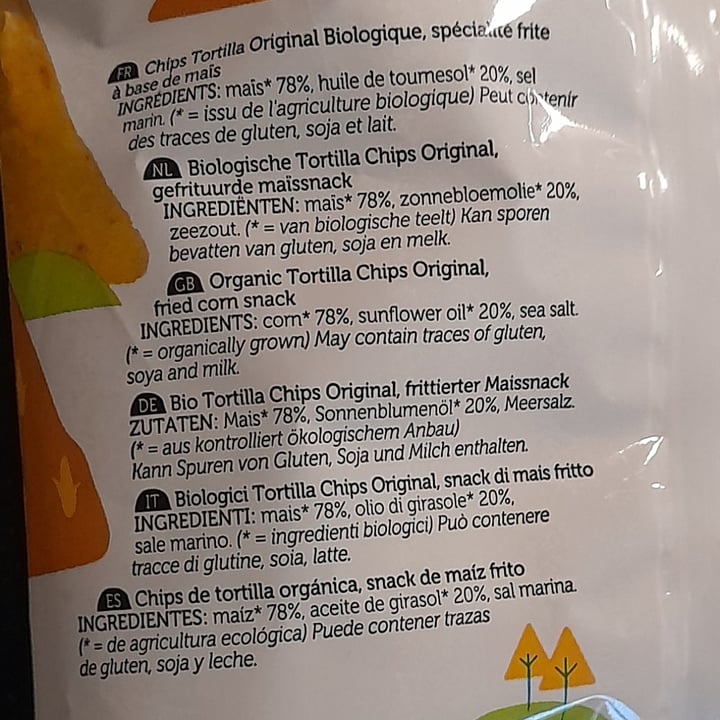 FR Chips Tortilla Original Biologique, spécialité frite
à base de maïs
INGRÉDIENTS: maïs* 78%, huile de tournesol* 20%, sel
marin. (* = issu de l'agriculture biologique) Peut contenir
des traces de gluten, soja et lait.
NL Biologische Tortilla Chips Original,
gefrituurde maïssnack
INGREDIËNTEN: maïs* 78%, zonnebloemolie* 20%,
zeezout. (* = van biologische teelt) Kan sporen
bevatten van gluten, soja en melk.
GB Organic Tortilla Chips Original,
fried corn snack
INGREDIENTS: corn* 78%, sunflower oil* 20%, sea salt.
(* = organically grown) May contain traces of gluten,
soya and milk.
DE Bio Tortilla Chips Original, frittierter Maissnack
ZUTATEN: Mais* 78%, Sonnenblumenöl* 20%, Meersalz.
(* = aus kontrolliert ökologischem Anbau)
Kann Spuren von Gluten, Soja und Milch enthalten.
IT Biologici Tortilla Chips Original, snack di mais fritto
INGREDIENTI: mais* 78%, olio di girasole* 20%,
sale marino. (* = ingredienti biologici) Può contenere
tracce di glutine, soia, latte.
ES Chips de tortilla orgánica, snack de maíz frito
INGREDIENTES: maíz* 78%, aceite de girasol* 20%, sal marina.
(* = de agricultura ecológica) Puede contener trazas
de gluten, soja y leche.